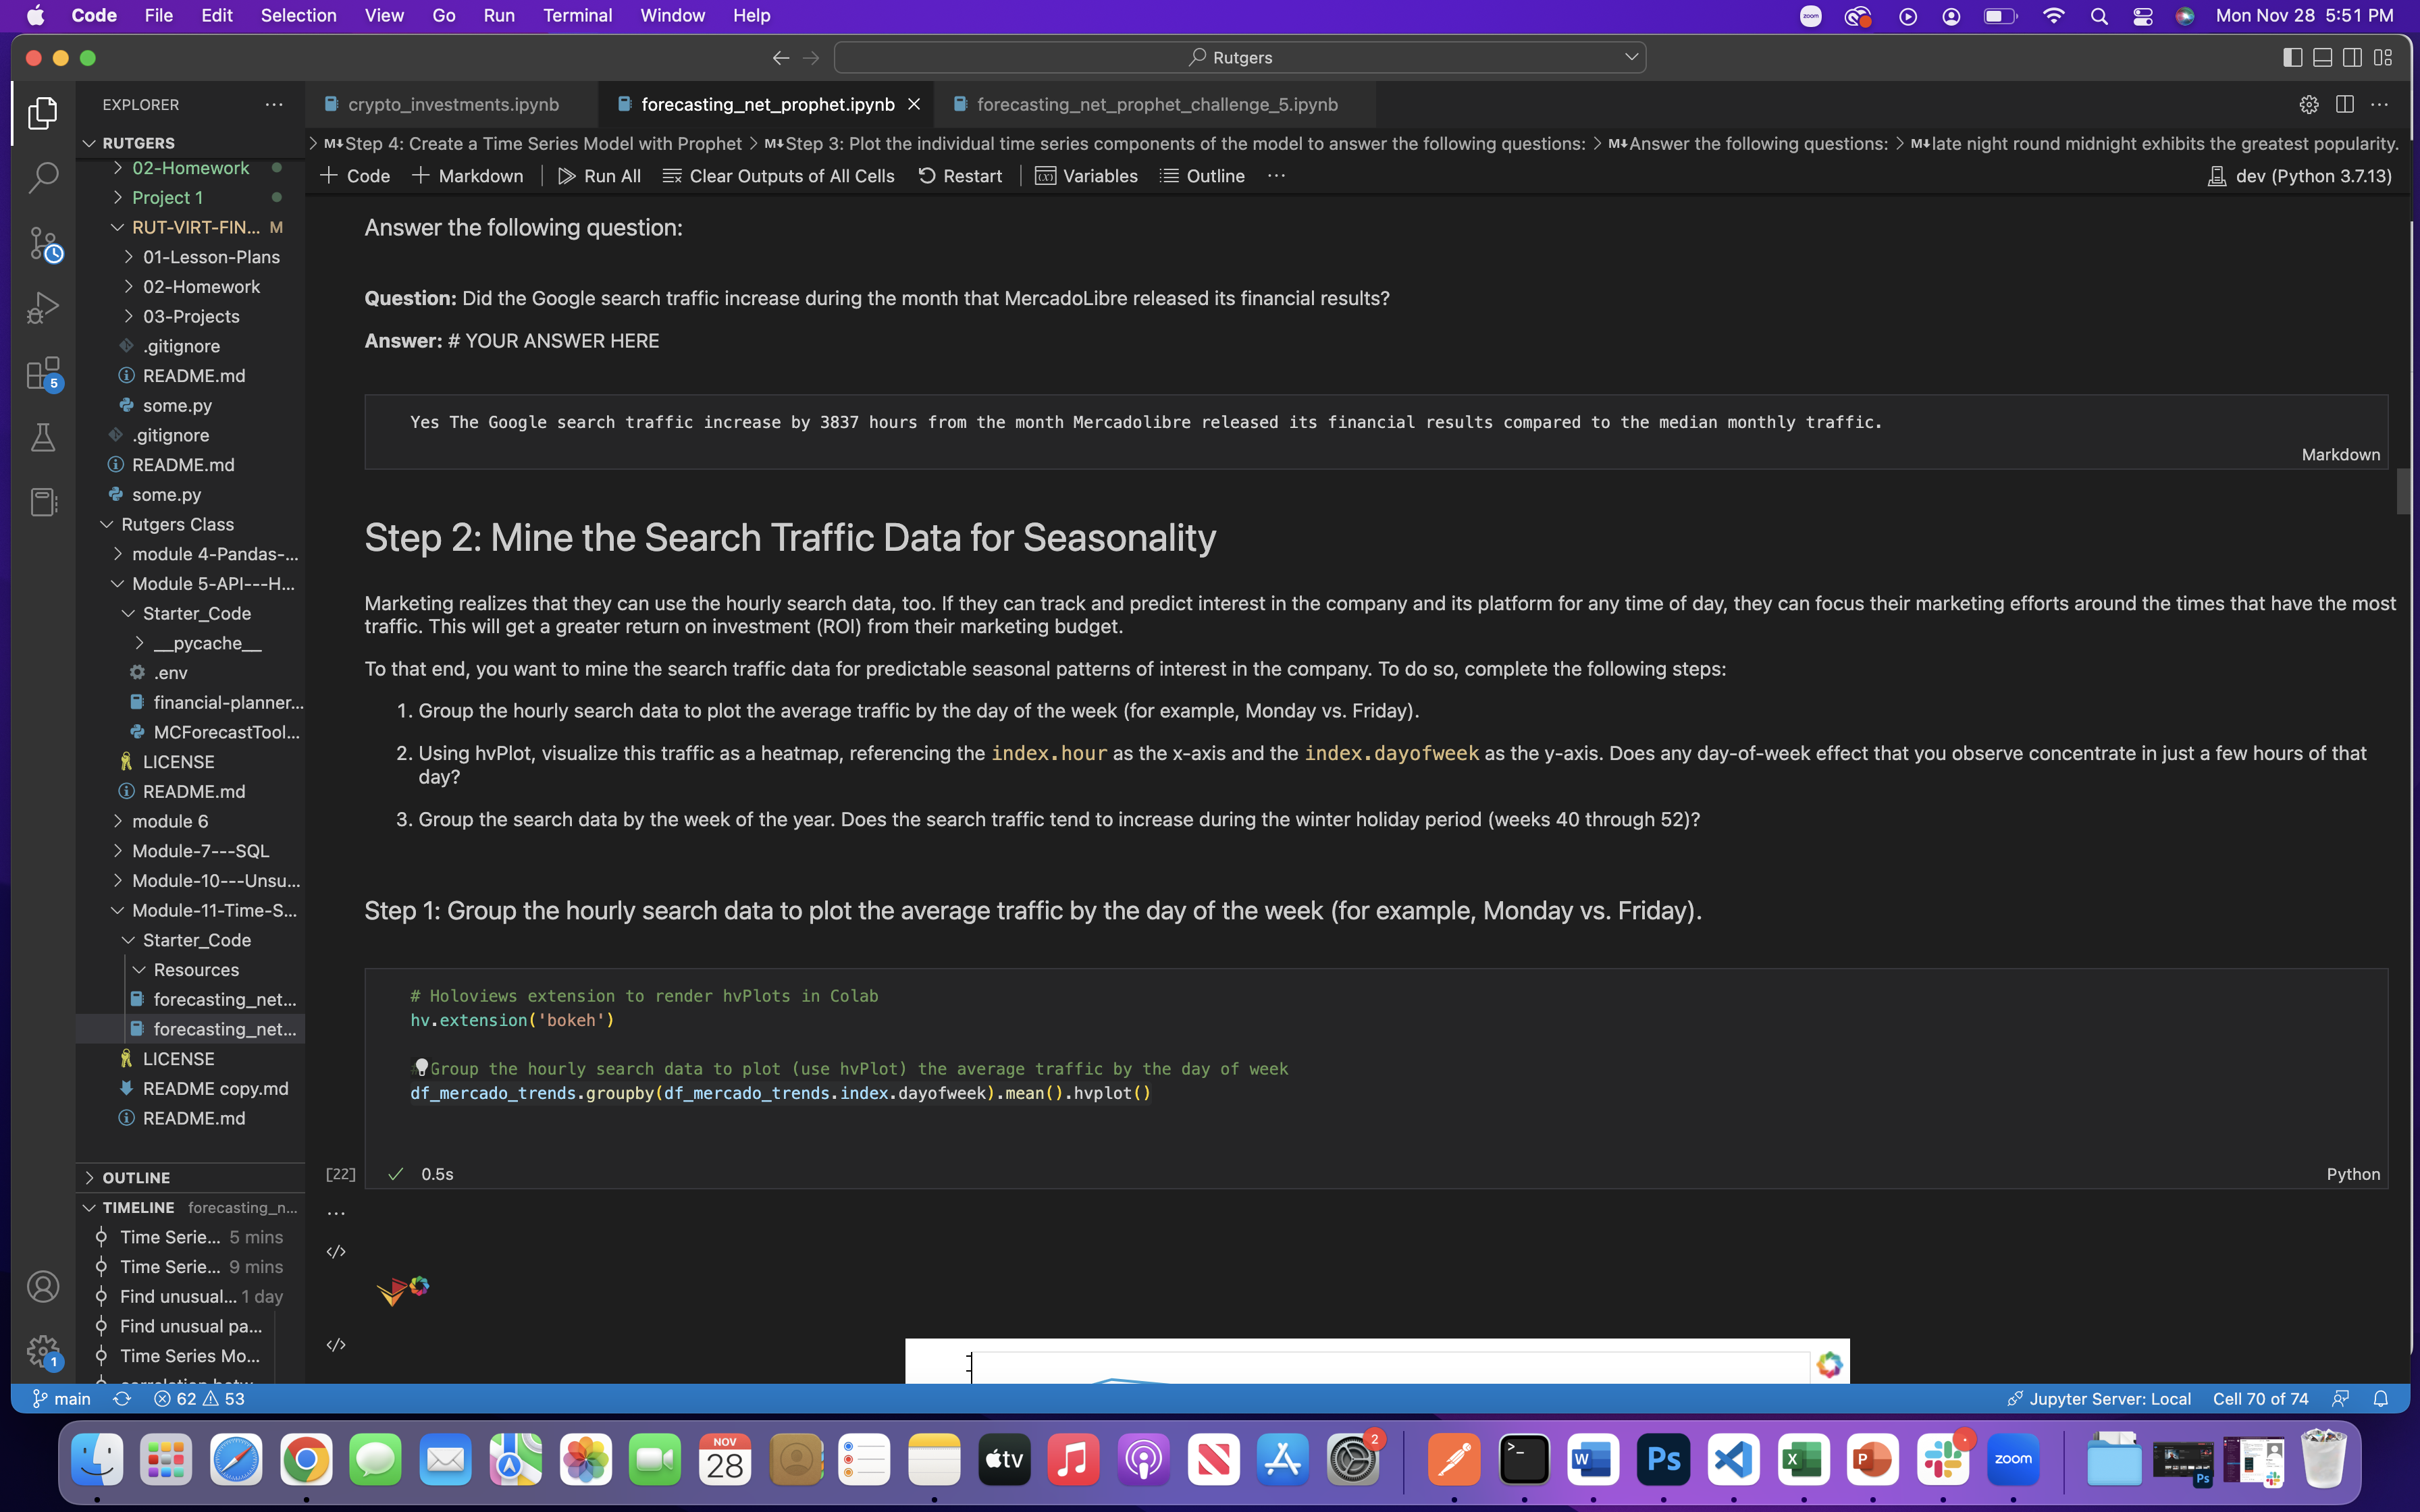 Code File Edit Selection View Go Run Terminal Window Help
zoom
Mon Nov 28 5:51 PM
Rutgers
EXPLORER
crypto_investments.ipynb
forecasting_net_prophet.ipynb
forecasting_net_prophet_challenge_5.ipynb
RUTGERS
Step 4: Create a Time Series Model with Prophet > M↓Step 3: Plot the individual time series components of the model to answer the following questions: > M↓Answer the following questions: > M↓late night round midnight exhibits the greatest popularity.
+ Code + Markdown Run All Clear Outputs of All Cells Restart Variables Outline ...
dev (Python 3.7.13)
02-Homework
Project 1
RUT-VIRT-FIN... M
01-Lesson-Plans
02-Homework
03-Projects
.gitignore
README.md
some.py
.gitignore
README.md
some.py
Rutgers Class
module 4-Pandas-...
Module 5-API---H...
Starter_Code
__pycache__
.env
financial-planner...
MCForecastTool...
LICENSE
README.md
module 6
Module-7---SQL
Module-10---Unsu...
Module-11-Time-S...
Starter_Code
Resources
forecasting_net...
forecasting_net...
LICENSE
README copy.md
README.md
OUTLINE
TIMELINE forecasting_n...
Time Serie... 5 mins
Time Serie... 9 mins
Find unusual... 1 day
Find unusual pa...
Time Series Mo...
5
1
Answer the following question:
Question: Did the Google search traffic increase during the month that MercadoLibre released its financial results?
Answer: # YOUR ANSWER HERE
Yes The Google search traffic increase by 3837 hours from the month Mercadolibre released its financial results compared to the median monthly traffic.
Markdown
Step 2: Mine the Search Traffic Data for Seasonality
Marketing realizes that they can use the hourly search data, too. If they can track and predict interest in the company and its platform for any time of day, they can focus their marketing efforts around the times that have the most
traffic. This will get a greater return on investment (ROI) from their marketing budget.
To that end, you want to mine the search traffic data for predictable seasonal patterns of interest in the company. To do so, complete the following steps:
1. Group the hourly search data to plot the average traffic by the day of the week (for example, Monday vs. Friday).
2. Using hvPlot, visualize this traffic as a heatmap, referencing the index.hour as the x-axis and the index.dayofweek as the y-axis. Does any day-of-week effect that you observe concentrate in just a few hours of that
day?
3. Group the search data by the week of the year. Does the search traffic tend to increase during the winter holiday period (weeks 40 through 52)?
Step 1: Group the hourly search data to plot the average traffic by the day of the week (for example, Monday vs. Friday).
# Holoviews extension to render hvPlots in Colab
hv.extension('bokeh')
Group the hourly search data to plot (use hvPlot) the average traffic by the day of week
df_mercado_trends.groupby(df_mercado_trends.index.dayofweek).mean().hvplot()
[22] 0.5s
Python
...
</>
</>
main 62 53
Jupyter Server: Local Cell 70 of 74
NOV
28
tv
2
W
Ps
X
P
zoom
Ps